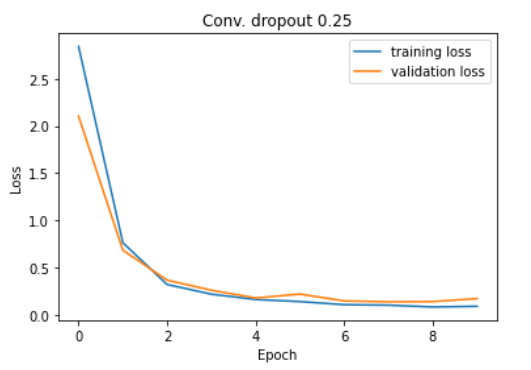 Conv. dropout 0.25
training loss
validation loss
2.5
2.0
1.5
1.0
0.5
0.0
Loss
0 2 4 6 8
Epoch